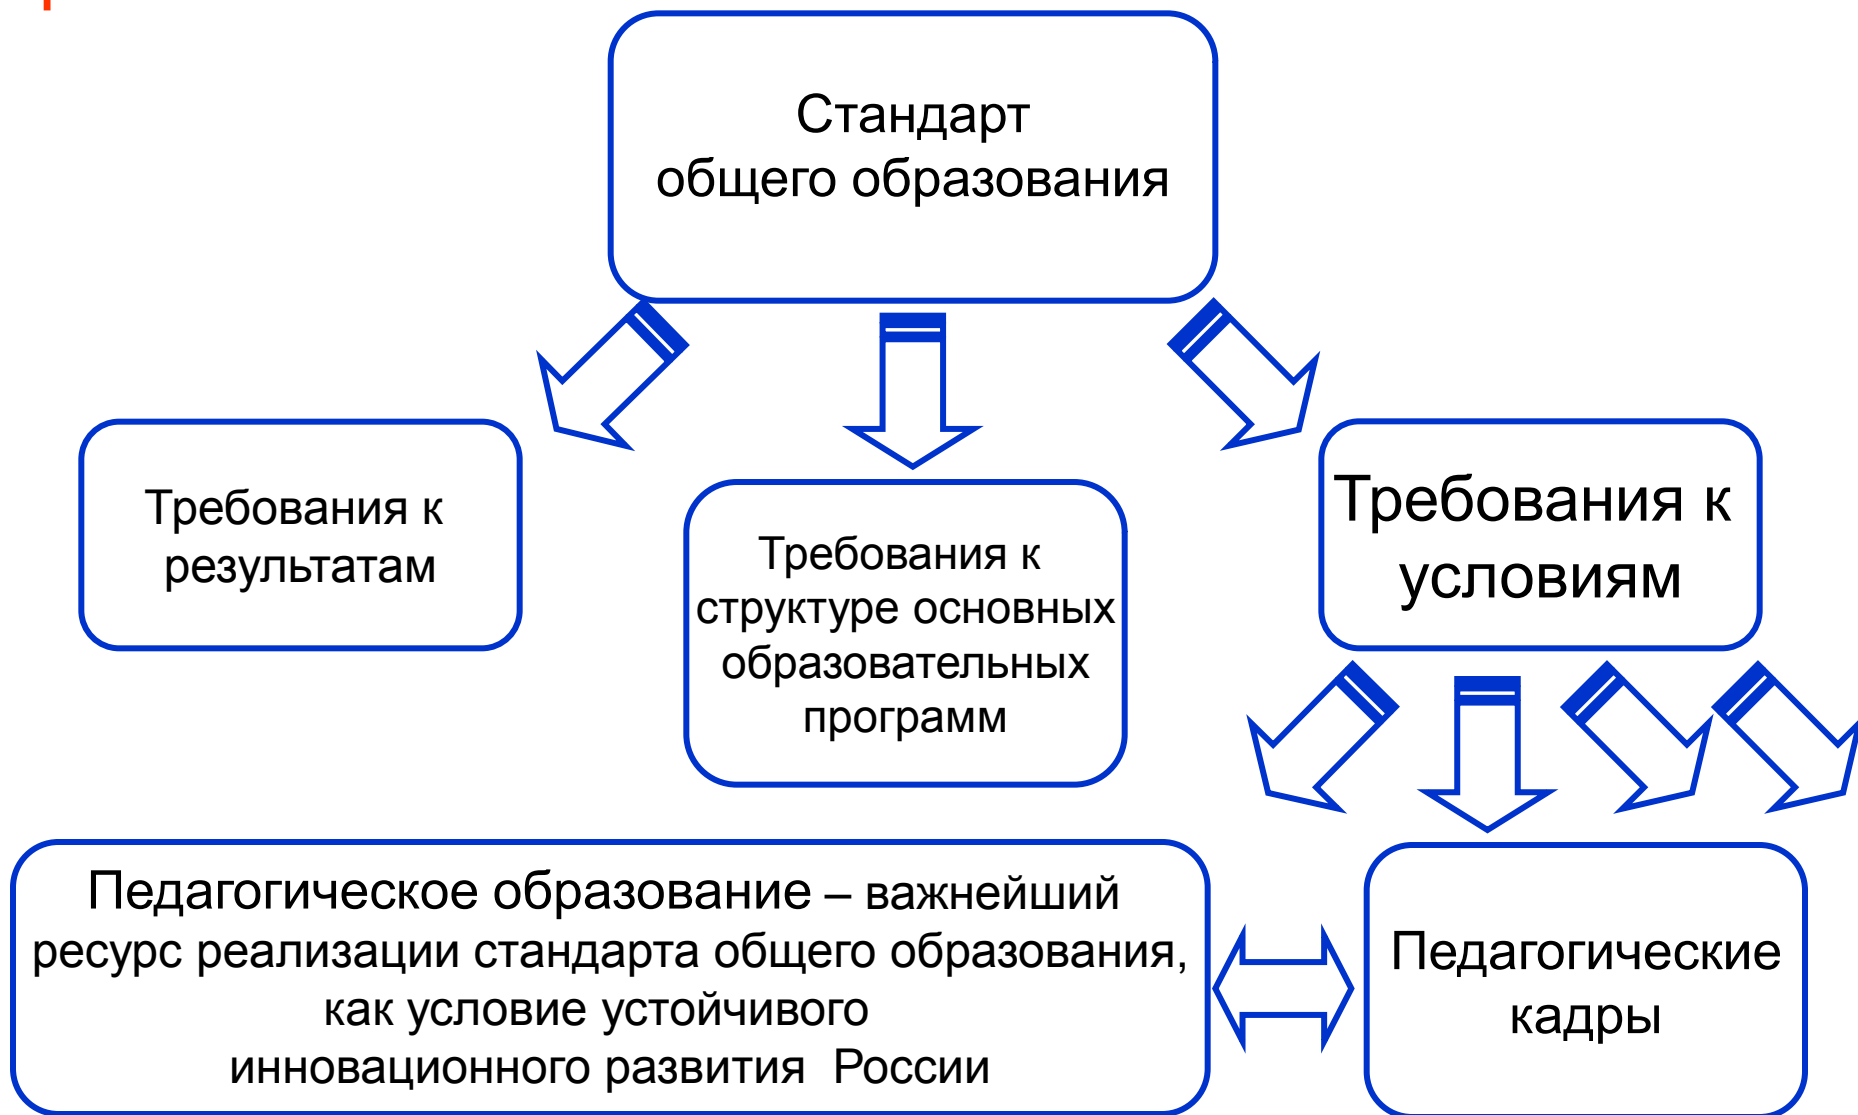 Стандарт
общего образования
Требования к
результатам
Требования к
структуре основных
образовательных
программ
Требования к
условиям
Педагогическое образование – важнейший
ресурс реализации стандарта общего образования,
как условие устойчивого
инновационного развития России
Педагогические
кадры